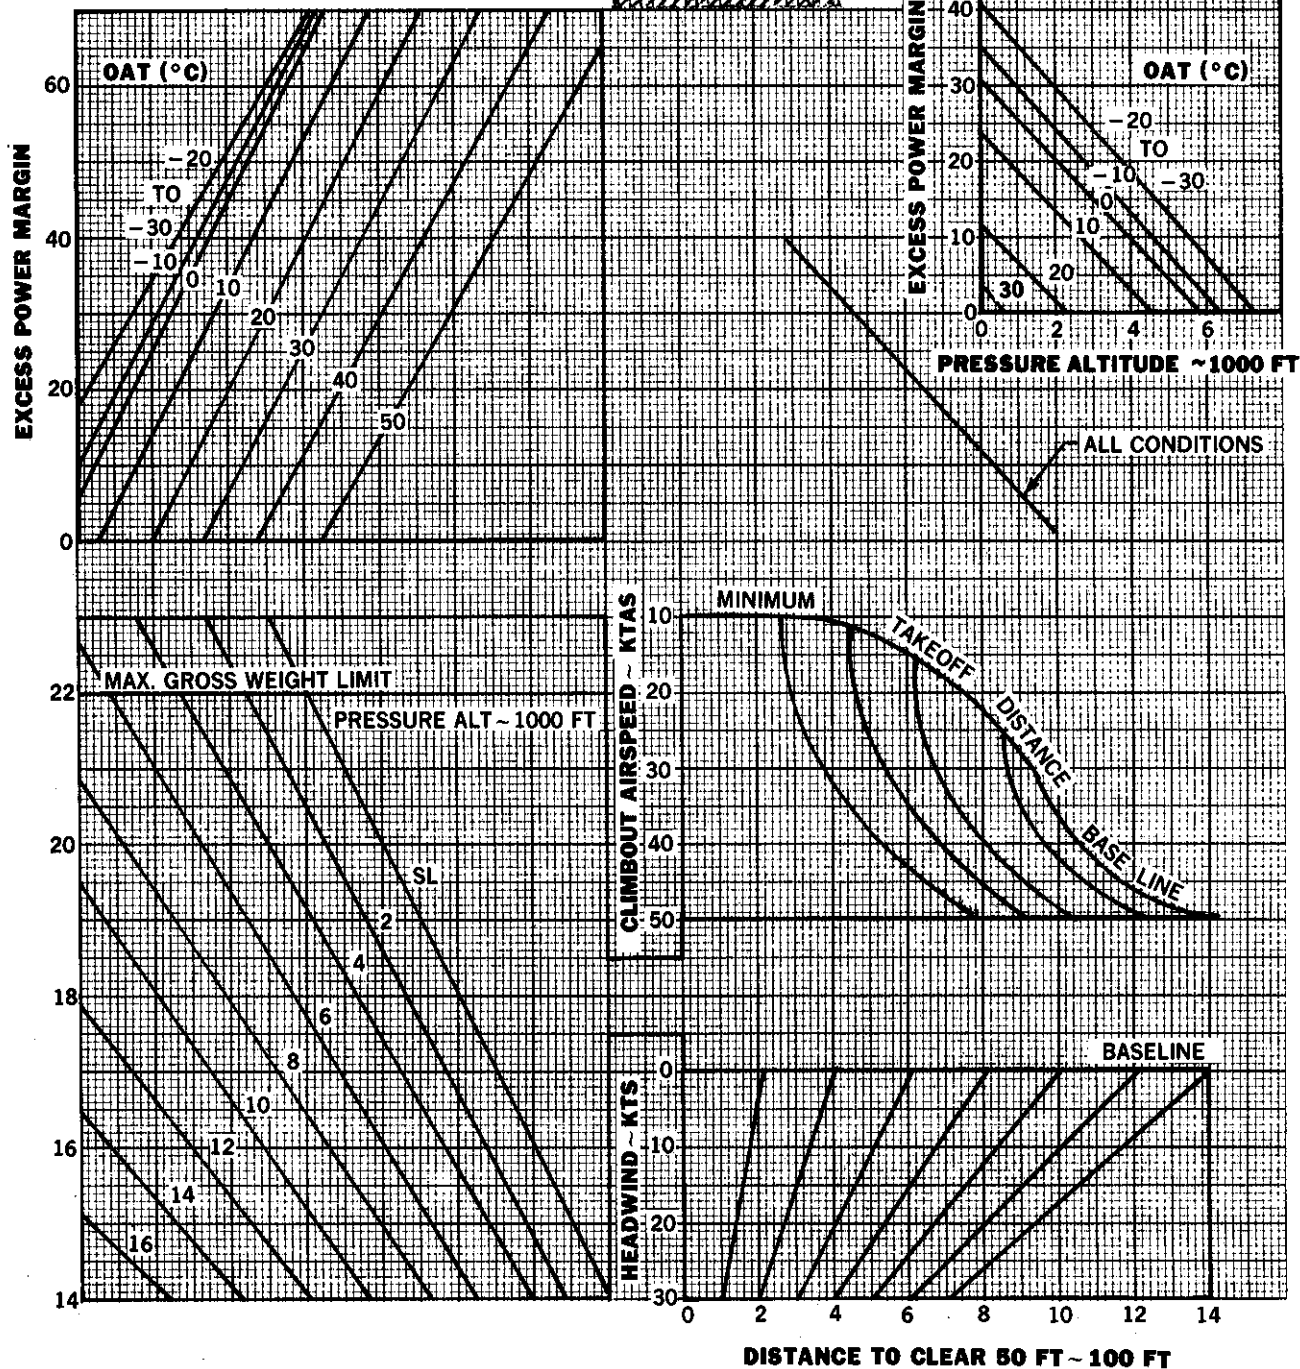 EXCESS POWER MARGIN
60
40
20
0
OAT (°C)
-20
TO
-30
-10
0
10
20
30
40
50
EXCESS POWER MARGIN
40
30
20
10
0
OAT (°C)
-20
TO
-30
-10
0
10
20
30
0 2 4 6
PRESSURE ALTITUDE ~1000 FT
ALL CONDITIONS
MAX. GROSS WEIGHT LIMIT
PRESSURE ALT ~ 1000 FT
22
20
18
16
14
SL
2
4
6
8
10
12
14
16
CLIMBOUT AIRSPEED ~ KTAS
10
20
30
40
50
MINIMUM
TAKEOFF
DISTANCE
BASE LINE
HEADWIND ~ KTS
0
10
20
30
BASELINE
0 2 4 6 8 10 12 14
DISTANCE TO CLEAR 50 FT ~ 100 FT